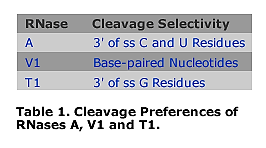 RNase Cleavage Selectivity
A 3' of ss C and U Residues
V1 Base-paired Nucleotides
T1 3' of ss G Residues
Table 1. Cleavage Preferences of
RNases A, V1 and T1.